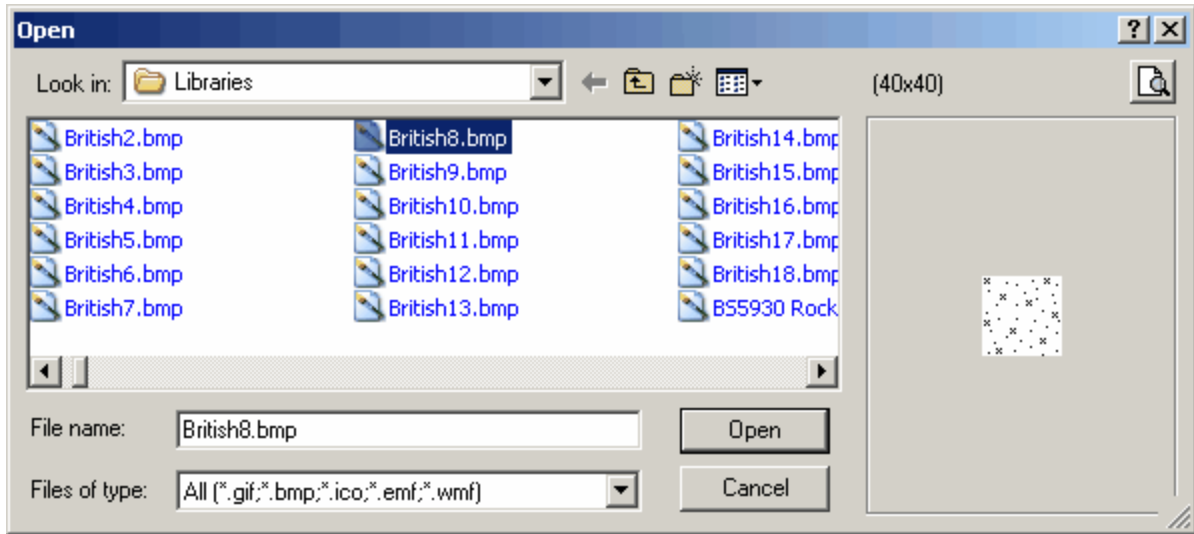 Open
Look in: Libraries (40x40)
British2.bmp British8.bmp British14.bmp
British3.bmp British9.bmp British15.bmp
British4.bmp British10.bmp British16.bmp
British5.bmp British11.bmp British17.bmp
British6.bmp British12.bmp British18.bmp
British7.bmp British13.bmp BS5930 Rock
File name: British8.bmp Open
Files of type: All (*.gif;*.bmp;*.ico;*.emf;*.wmf) Cancel